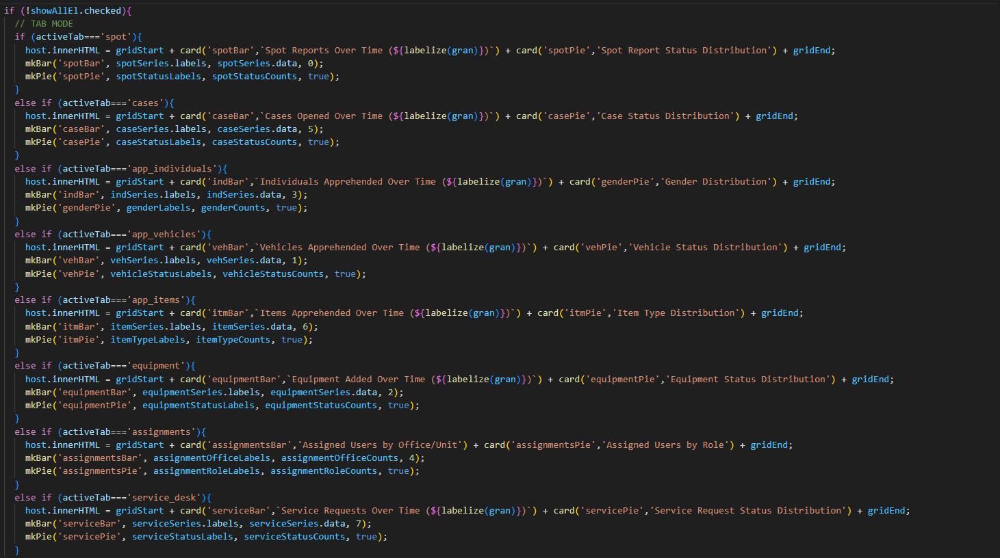 if (!showAllEl.checked){
  // TAB MODE
  if (activeTab==='spot'){
    host.innerHTML = gridStart + card('spotBar',`Spot Reports Over Time (${labelize(gran)})`) + card('spotPie','Spot Report Status Distribution') + gridEnd;
    mkBar('spotBar', spotSeries.labels, spotSeries.data, 0);
    mkPie('spotPie', spotStatusLabels, spotStatusCounts, true);
  }
  else if (activeTab==='cases'){
    host.innerHTML = gridStart + card('caseBar',`Cases Opened Over Time (${labelize(gran)})`) + card('casePie','Case Status Distribution') + gridEnd;
    mkBar('caseBar', caseSeries.labels, caseSeries.data, 5);
    mkPie('casePie', caseStatusLabels, caseStatusCounts, true);
  }
  else if (activeTab==='app_individuals'){
    host.innerHTML = gridStart + card('indBar',`Individuals Apprehended Over Time (${labelize(gran)})`) + card('genderPie','Gender Distribution') + gridEnd;
    mkBar('indBar', indSeries.labels, indSeries.data, 3);
    mkPie('genderPie', genderLabels, genderCounts, true);
  }
  else if (activeTab==='app_vehicles'){
    host.innerHTML = gridStart + card('vehBar',`Vehicles Apprehended Over Time (${labelize(gran)})`) + card('vehPie','Vehicle Status Distribution') + gridEnd;
    mkBar('vehBar', vehSeries.labels, vehSeries.data, 1);
    mkPie('vehPie', vehicleStatusLabels, vehicleStatusCounts, true);
  }
  else if (activeTab==='app_items'){
    host.innerHTML = gridStart + card('itmBar',`Items Apprehended Over Time (${labelize(gran)})`) + card('itmPie','Item Type Distribution') + gridEnd;
    mkBar('itmBar', itemSeries.labels, itemSeries.data, 6);
    mkPie('itmPie', itemTypeLabels, itemTypeCounts, true);
  }
  else if (activeTab==='equipment'){
    host.innerHTML = gridStart + card('equipmentBar',`Equipment Added Over Time (${labelize(gran)})`) + card('equipmentPie','Equipment Status Distribution') + gridEnd;
    mkBar('equipmentBar', equipmentSeries.labels, equipmentSeries.data, 2);
    mkPie('equipmentPie', equipmentStatusLabels, equipmentStatusCounts, true);
  }
  else if (activeTab==='assignments'){
    host.innerHTML = gridStart + card('assignmentsBar','Assigned Users by Office/Unit') + card('assignmentsPie','Assigned Users by Role') + gridEnd;
    mkBar('assignmentsBar', assignmentOfficeLabels, assignmentOfficeCounts, 4);
    mkPie('assignmentsPie', assignmentRoleLabels, assignmentRoleCounts, true);
  }
  else if (activeTab==='service_desk'){
    host.innerHTML = gridStart + card('serviceBar',`Service Requests Over Time (${labelize(gran)})`) + card('servicePie','Service Request Status Distribution') + gridEnd;
    mkBar('serviceBar', serviceSeries.labels, serviceSeries.data, 7);
    mkPie('servicePie', serviceStatusLabels, serviceStatusCounts, true);
  }